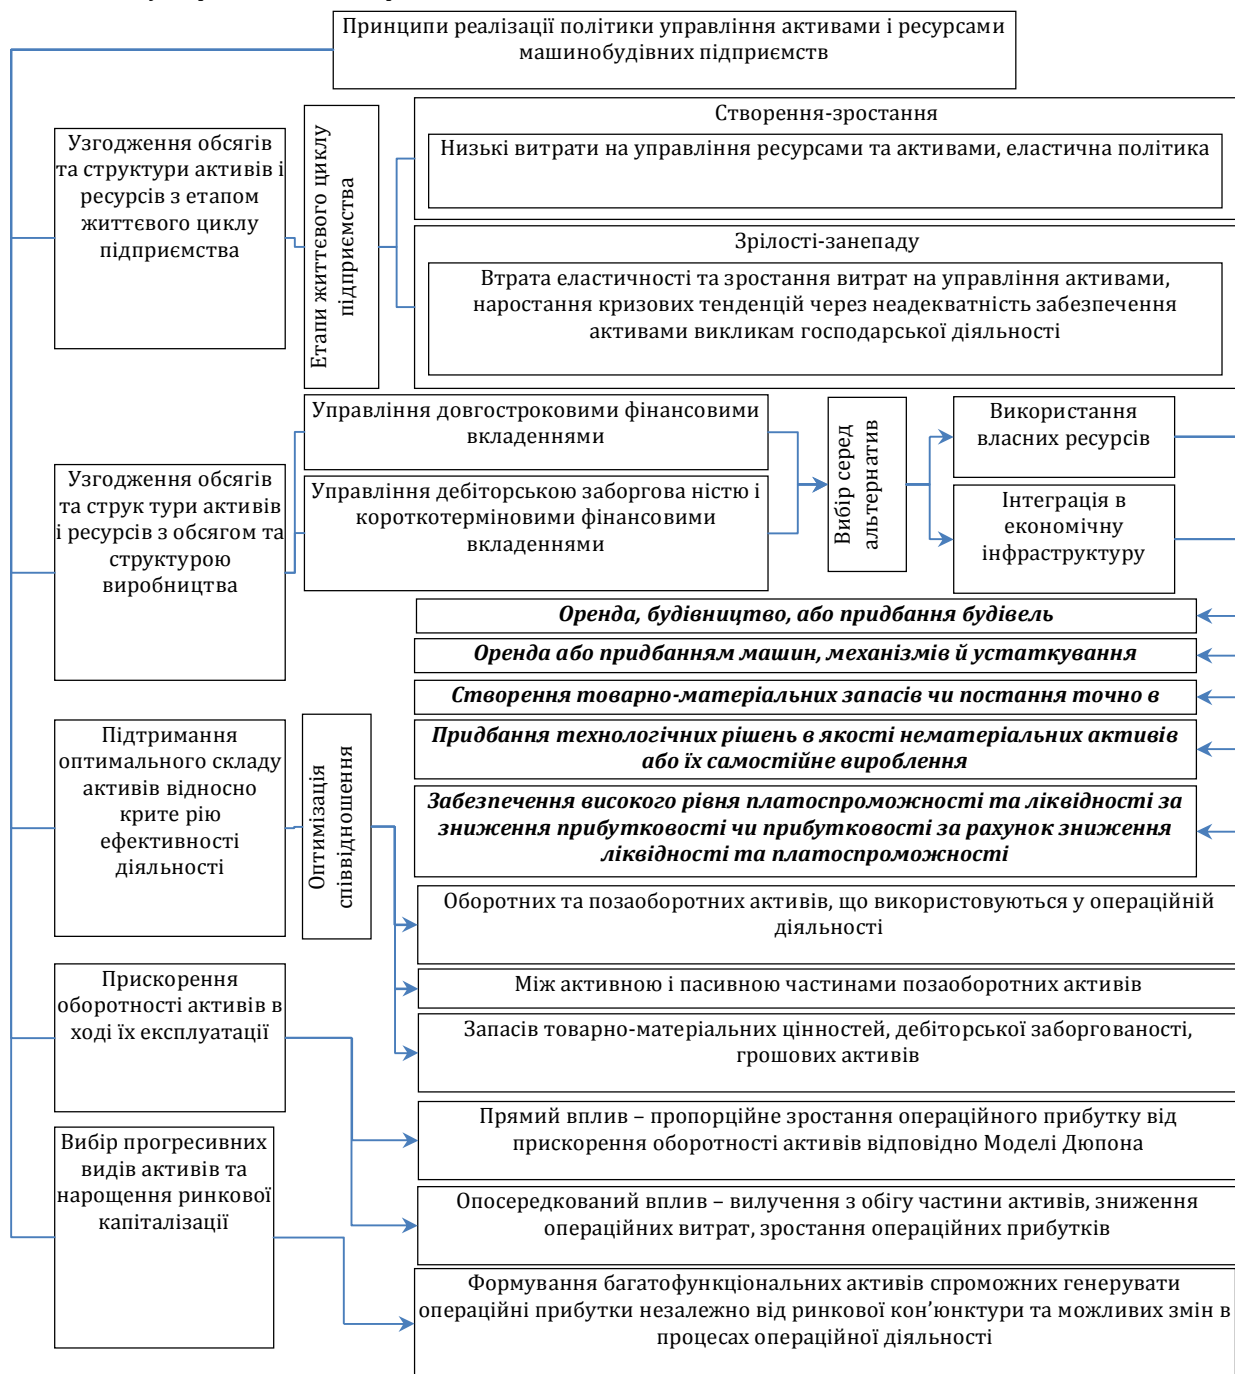 Принципи реалізації політики управління активами і ресурсами
машинобудівних підприємств
Узгодження обсягів
та структури активів і
ресурсів з етапом
життєвого циклу
підприємства
Етапи життєвого циклу
підприємства
Створення-зростання
Низькі витрати на управління ресурсами та активами, еластична політика
Зрілості-занепаду
Втрата еластичності та зростання витрат на управління активами,
наростання кризових тенденцій через неадекватність забезпечення
активами викликам господарської діяльності
Узгодження обсягів
та струк тури активів
і ресурсів з обсягом та
структурою
виробництва
Управління довгостроковими фінансовими
вкладеннями
Управління дебіторською заборгова ністю і
короткотерміновими фінансовими
вкладеннями
Вибір серед
альтернатив
Використання
власних ресурсів
Інтеграція в
економічну
інфраструктуру
Оренда, будівництво, або придбання будівель
Оренда або придбанням машин, механізмів й устаткування
Створення товарно-матеріальних запасів чи постання точно в
Придбання технологічних рішень в якості нематеріальних активів
або їх самостійне вироблення
Забезпечення високого рівня платоспроможності та ліквідності за
зниження прибутковості чи прибутковості за рахунок зниження
ліквідності та платоспроможності
Підтримання
оптимального складу
активів відносно
крите рію
ефективності
діяльності
Оптимізація
співвідношення
Оборотних та позаоборотних активів, що використовуються у операційній
діяльності
Між активною і пасивною частинами позаоборотних активів
Запасів товарно-матеріальних цінностей, дебіторської заборгованості,
грошових активів
Прискорення
оборотності активів в
ході їх експлуатації
Прямий вплив – пропорційне зростання операційного прибутку від
прискорення оборотності активів відповідно Моделі Дюпона
Опосередкований вплив – вилучення з обігу частини активів, зниження
операційних витрат, зростання операційних прибутків
Вибір прогресивних
видів активів та
нарощення ринкової
капіталізації
Формування багатофункціональних активів спроможних генерувати
операційні прибутки незалежно від ринкової кон’юнктури та можливих змін в
процесах операційної діяльності